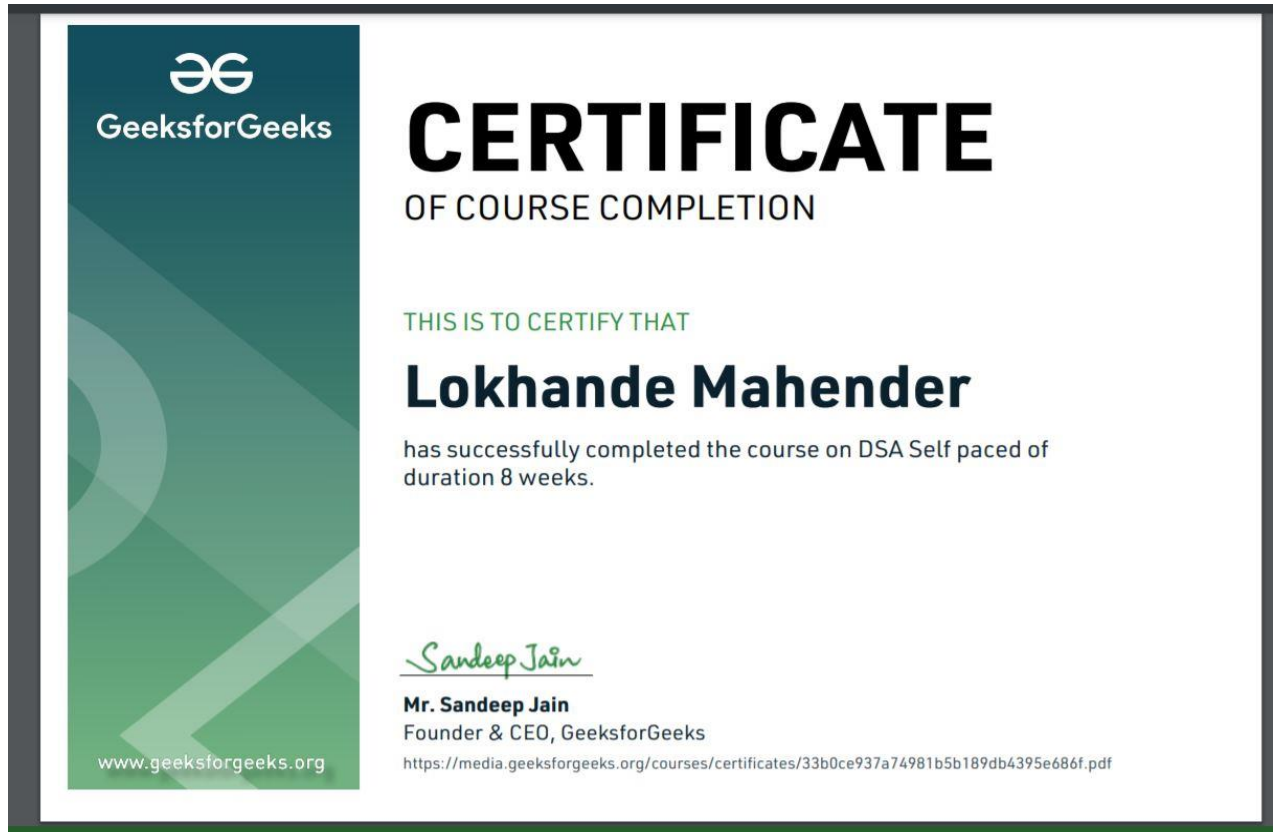 GeeksforGeeks
CERTIFICATE
OF COURSE COMPLETION
THIS IS TO CERTIFY THAT
Lokhande Mahender
has successfully completed the course on DSA Self paced of
duration 8 weeks.
Sandeep Jain
Mr. Sandeep Jain
Founder & CEO, GeeksforGeeks
www.geeksforgeeks.org
https://media.geeksforgeeks.org/courses/certificates/33b0ce937a74981b5b189db4395e686f.pdf